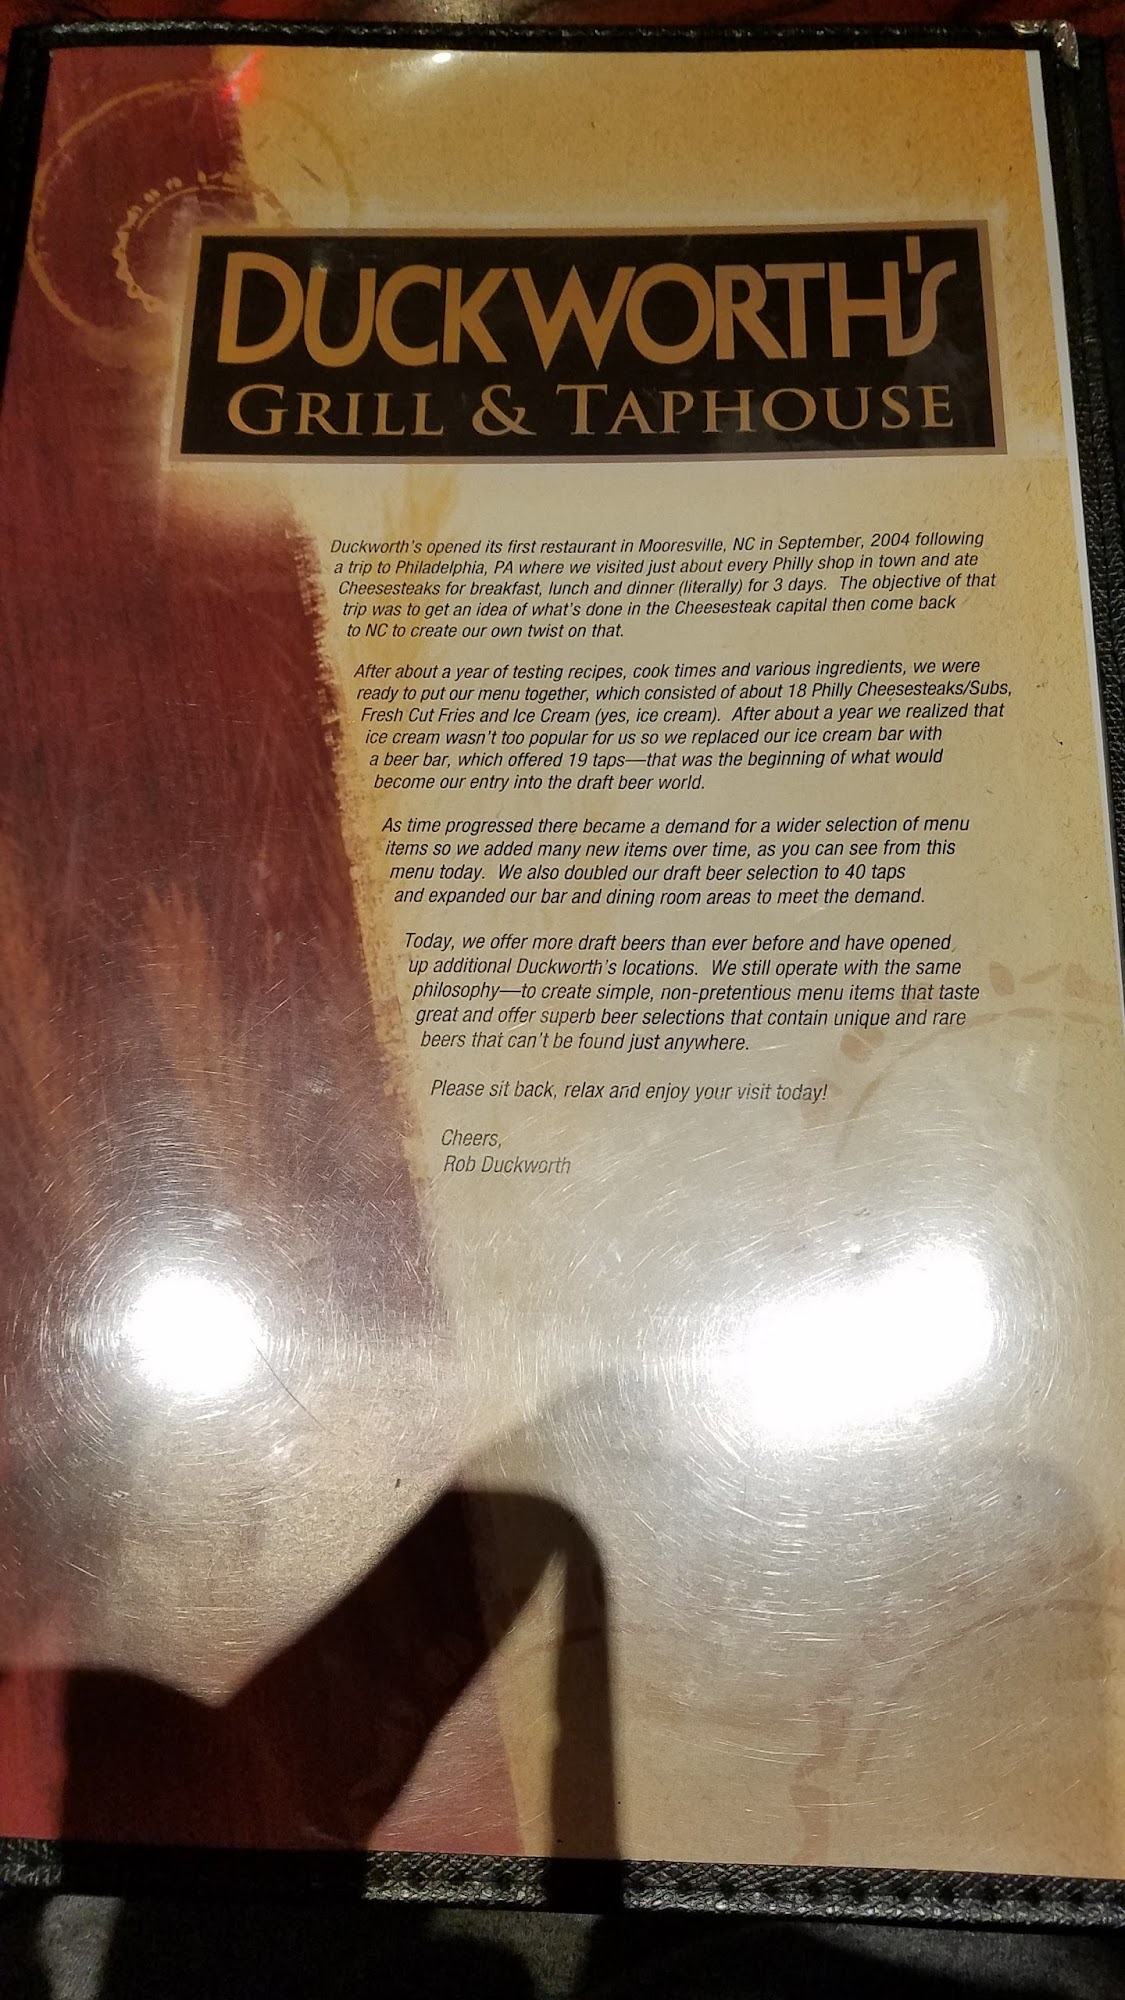 DUCKWORTH'S
GRILL & TAPHOUSE
Duckworth's opened its first restaurant in Mooresville, NC in September, 2004 following
a trip to Philadelphia, PA where we visited just about every Philly shop in town and ate
Cheesesteaks for breakfast, lunch and dinner (literally) for 3 days. The objective of that
trip was to get an idea of what's done in the Cheesesteak capital then come back
to NC to create our own twist on that.
After about a year of testing recipes, cook times and various ingredients, we were
ready to put our menu together, which consisted of about 18 Philly Cheesesteaks/Subs,
Fresh Cut Fries and Ice Cream (yes, ice cream). After about a year we realized that
ice cream wasn't too popular for us so we replaced our ice cream bar with
a beer bar, which offered 19 taps—that was the beginning of what would
become our entry into the draft beer world.
As time progressed there became a demand for a wider selection of menu
items so we added many new items over time, as you can see from this
menu today. We also doubled our draft beer selection to 40 taps
and expanded our bar and dining room areas to meet the demand.
Today, we offer more draft beers than ever before and have opened
up additional Duckworth's locations. We still operate with the same
philosophy—to create simple, non-pretentious menu items that taste
great and offer superb beer selections that contain unique and rare
beers that can't be found just anywhere.
Please sit back, relax and enjoy your visit today!
Cheers,
Rob Duckworth